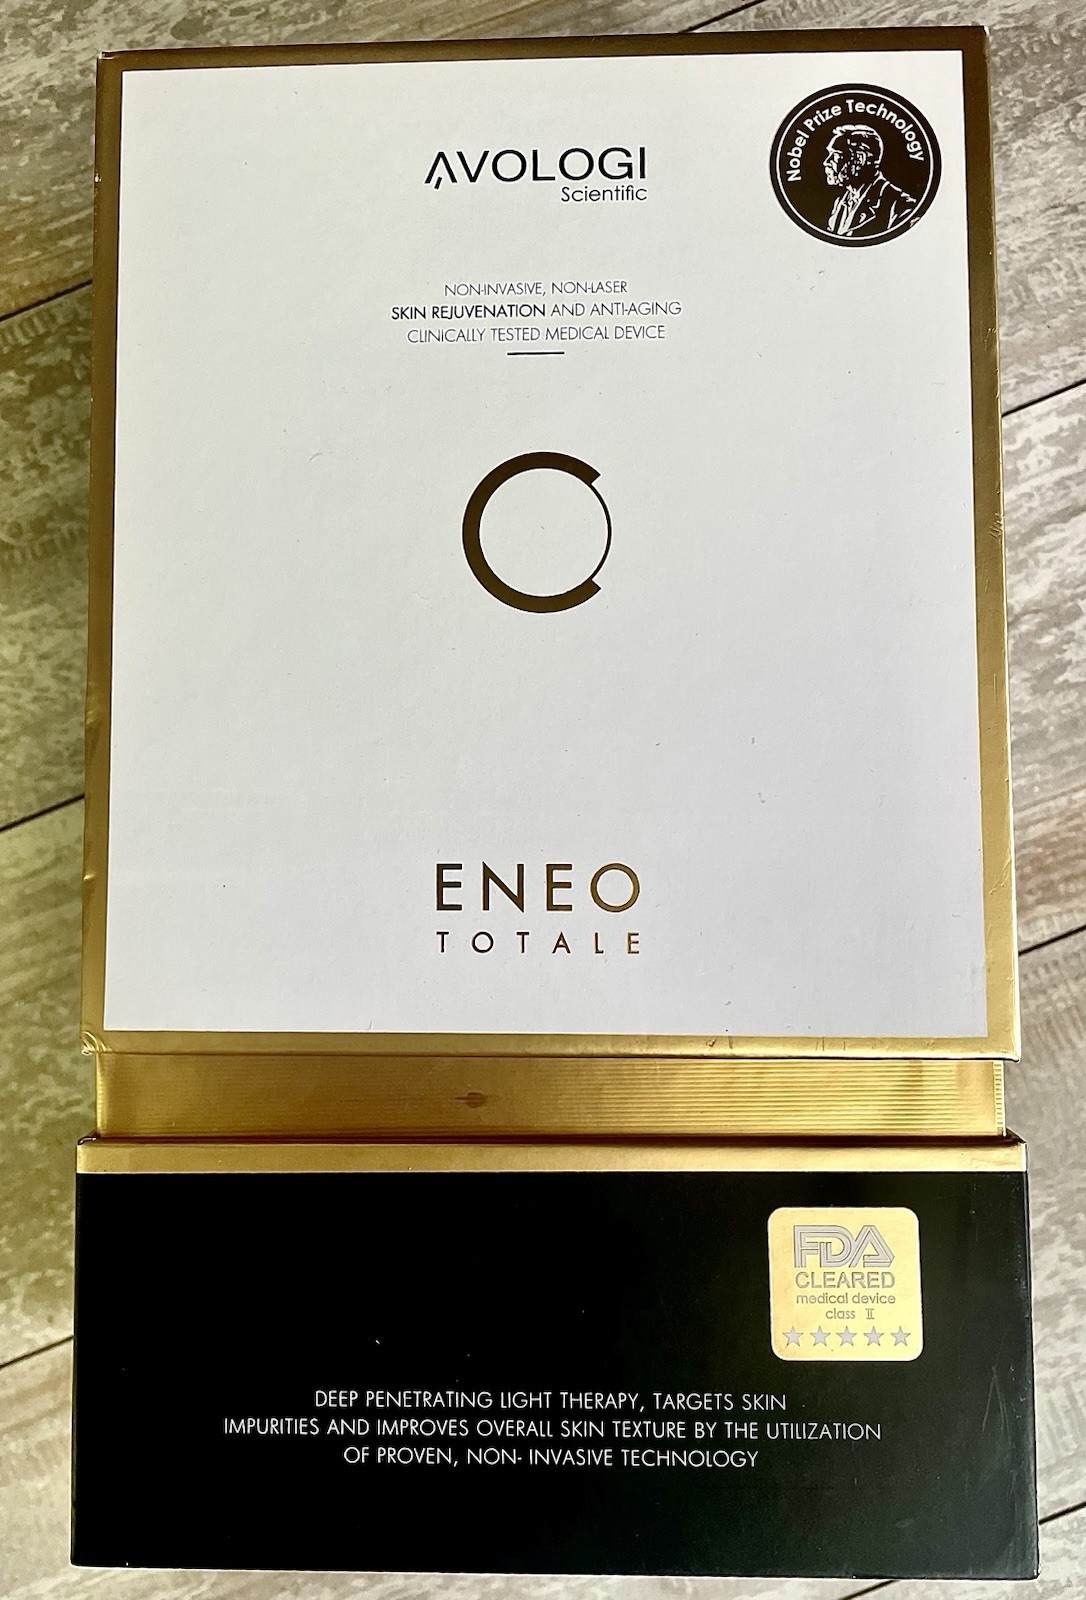 AVOLOGI
Scientific
Nobel Prize Technology
NON-INVASIVE, NON-LASER
SKIN REJUVENATION AND ANTI-AGING
CLINICALLY TESTED MEDICAL DEVICE
ENEO
TOTALE
FDA
CLEARED
medical device
class II
DEEP PENETRATING LIGHT THERAPY, TARGETS SKIN
IMPURITIES AND IMPROVES OVERALL SKIN TEXTURE BY THE UTILIZATION
OF PROVEN, NON- INVASIVE TECHNOLOGY